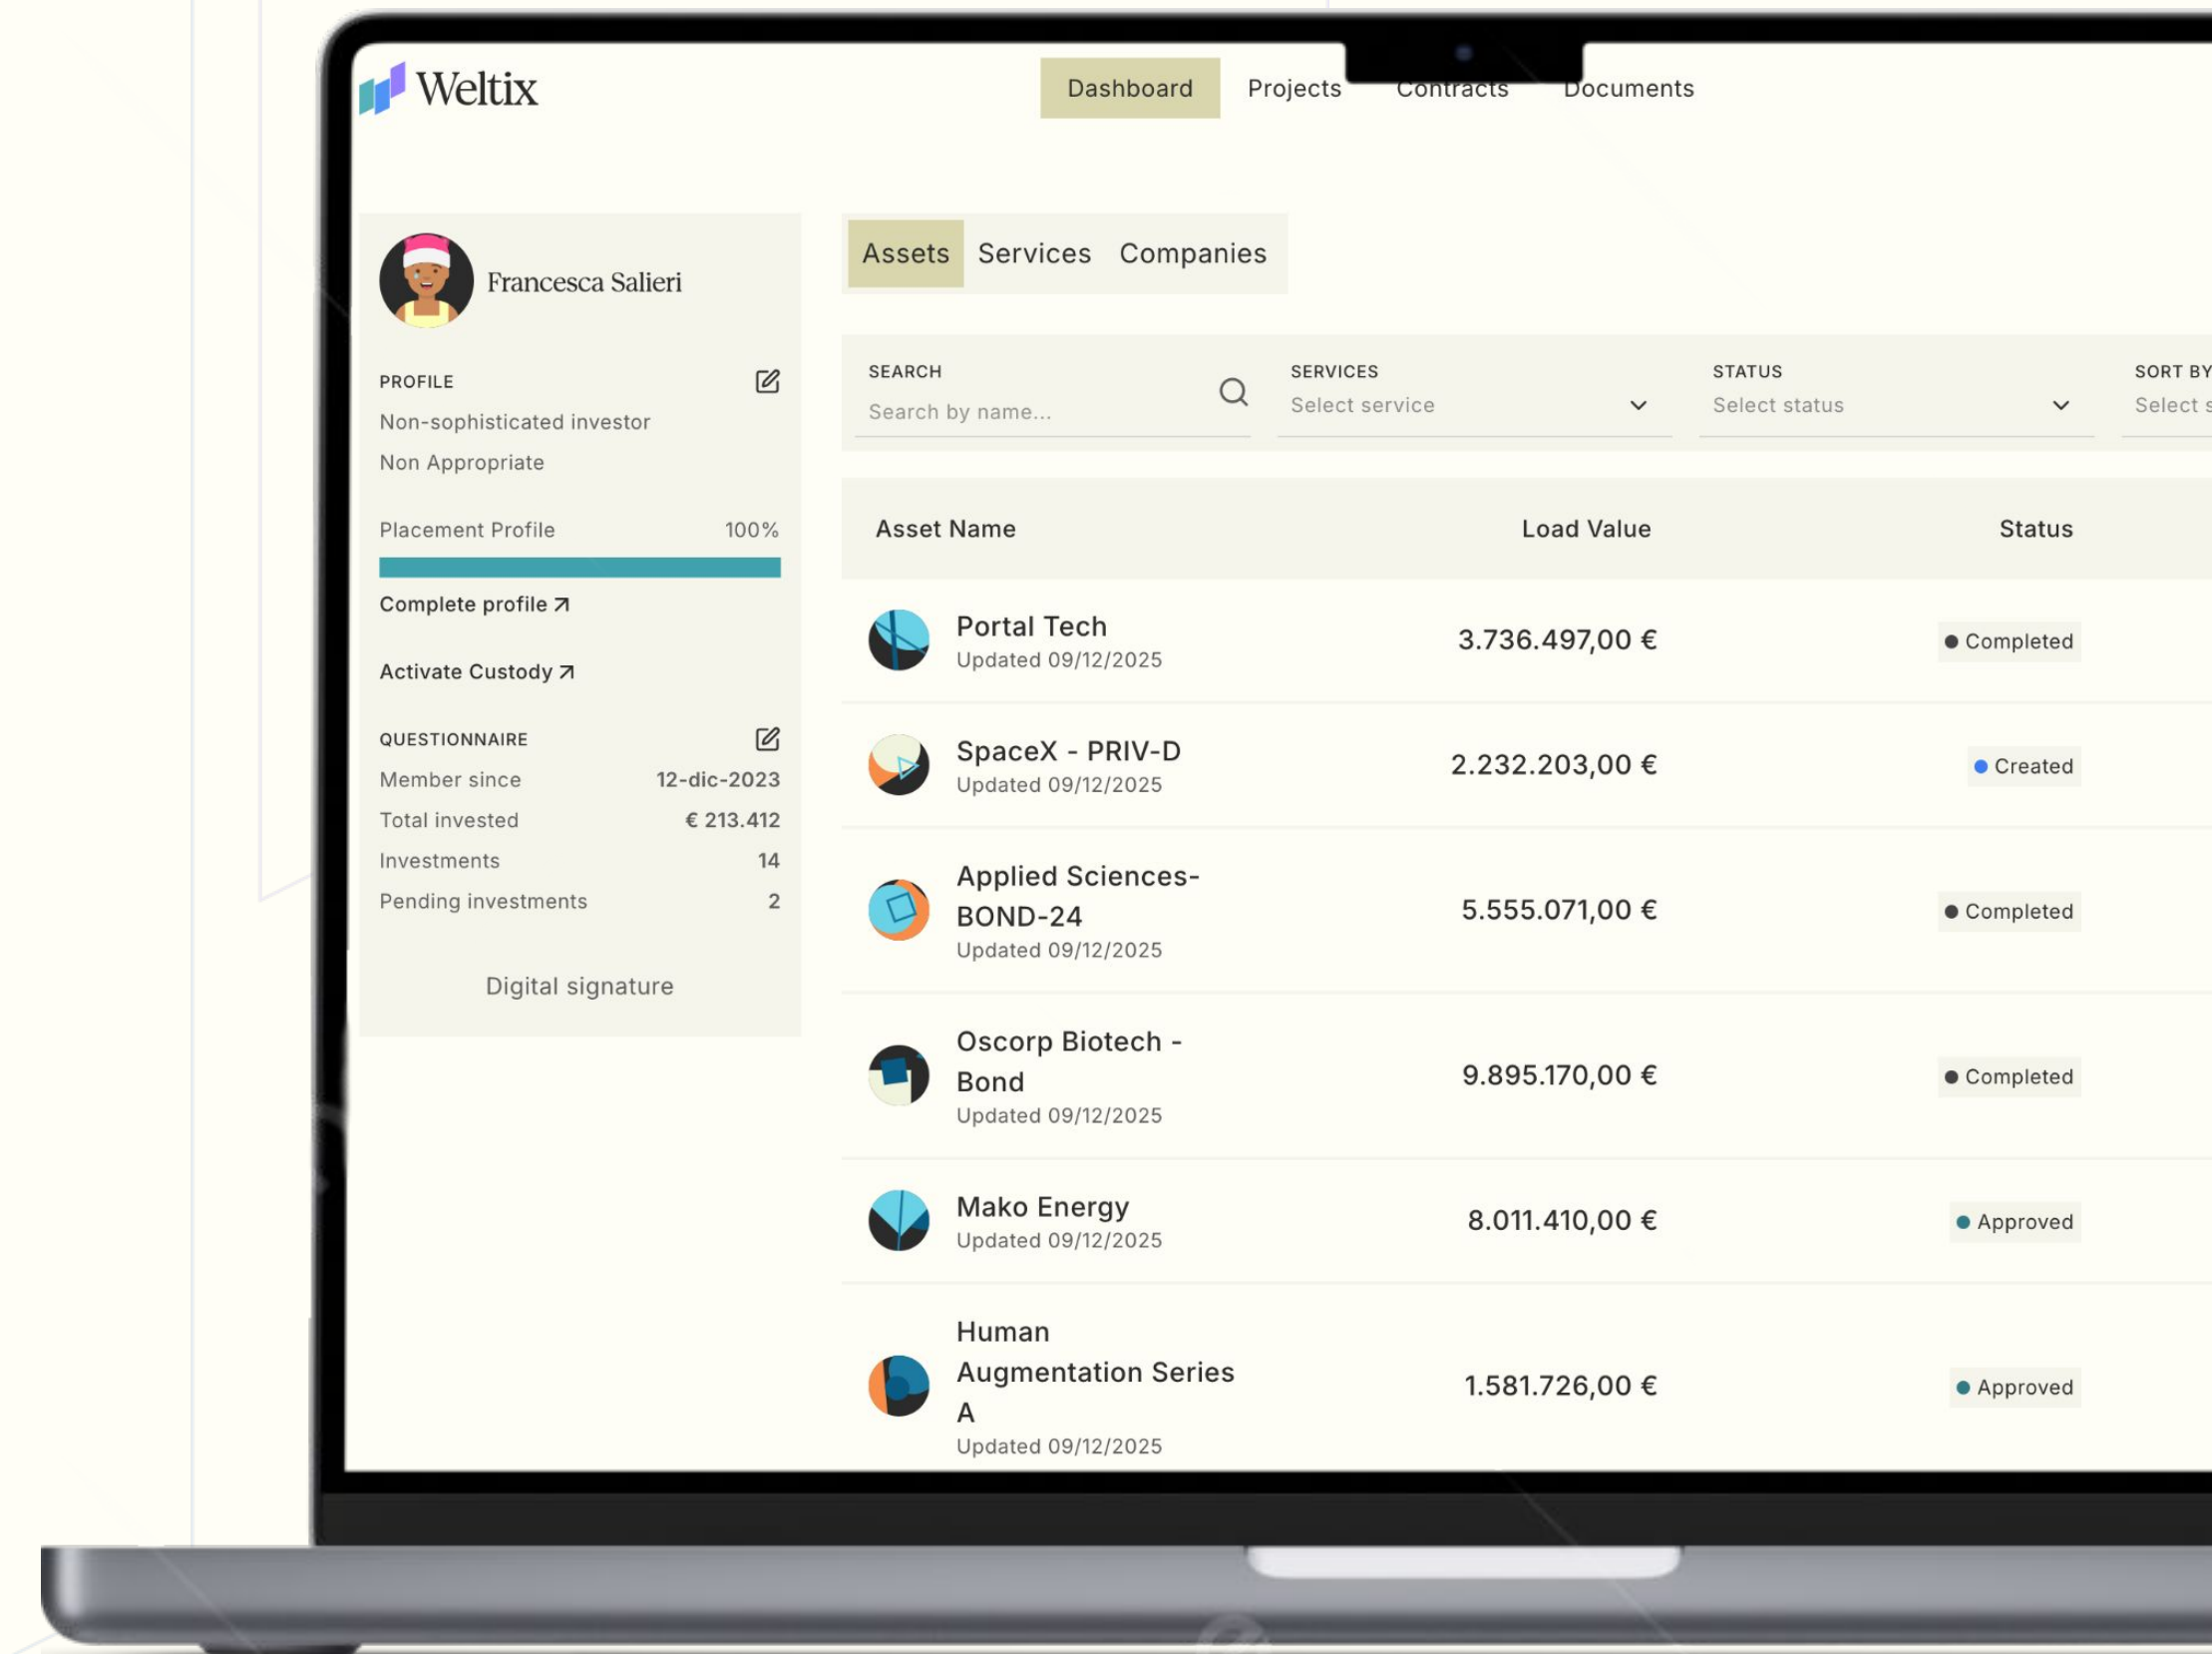 Weltix
Dashboard Projects Contracts Documents
Francesca Salieri
PROFILE
Non-sophisticated investor
Non Appropriate
Placement Profile 100%
Complete profile
Activate Custody
QUESTIONNAIRE
Member since 12-dic-2023
Total invested € 213.412
Investments 14
Pending investments 2
Digital signature
Assets Services Companies
SEARCH SERVICES STATUS SORT BY
Search by name... Select service Select status Select s
Asset Name Load Value Status
Portal Tech
Updated 09/12/2025
3.736.497,00 € Completed
SpaceX - PRIV-D
Updated 09/12/2025
2.232.203,00 € Created
Applied Sciences-
BOND-24
Updated 09/12/2025
5.555.071,00 € Completed
Oscorp Biotech -
Bond
Updated 09/12/2025
9.895.170,00 € Completed
Mako Energy
Updated 09/12/2025
8.011.410,00 € Approved
Human
Augmentation Series
A
Updated 09/12/2025
1.581.726,00 € Approved